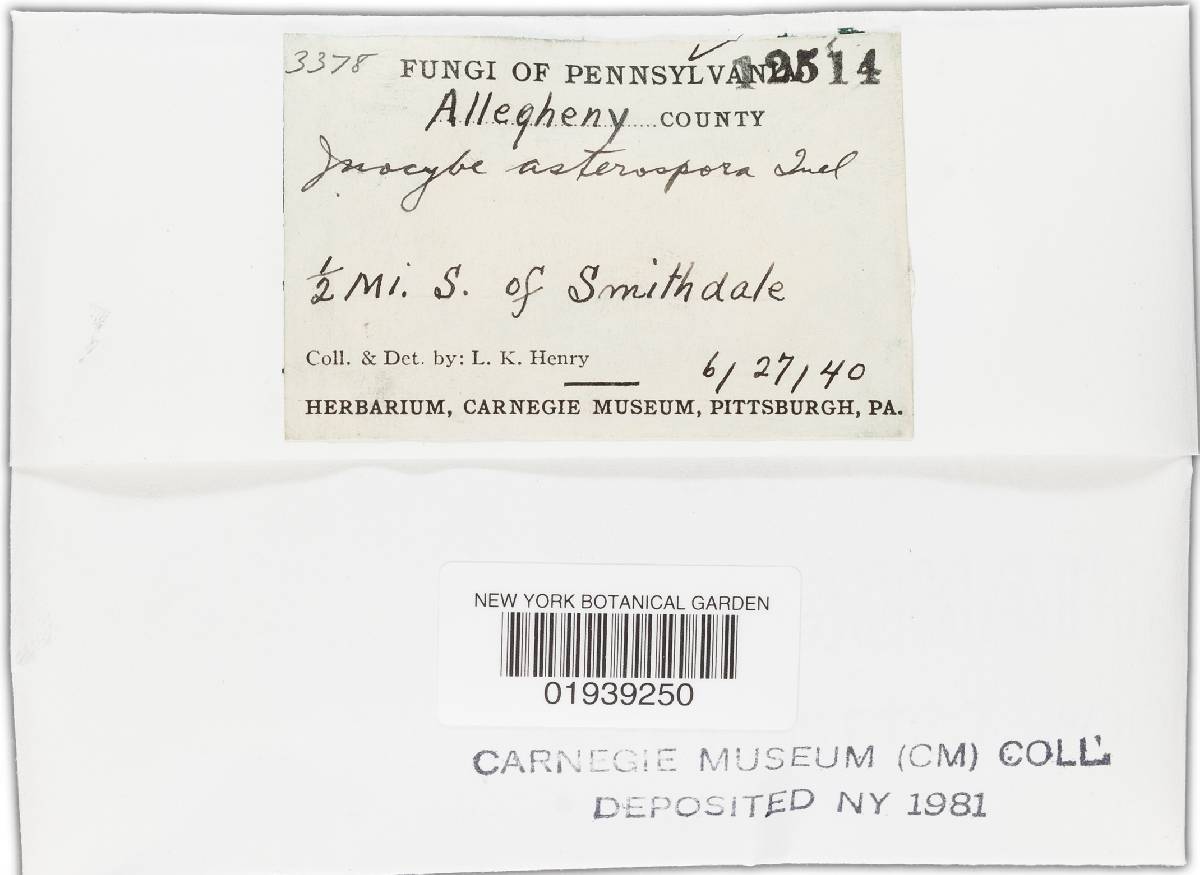 3378 FUNGI OF PENNSYLVANIA 12514
Allegheny COUNTY
Inocybe asterospora Quel
½ Mi. S. of Smithdale
Coll. & Det. by: L. K. Henry 6/27/40
HERBARIUM, CARNEGIE MUSEUM, PITTSBURGH, PA.
NEW YORK BOTANICAL GARDEN
01939250
CARNEGIE MUSEUM (CM) COLL.
DEPOSITED NY 1981